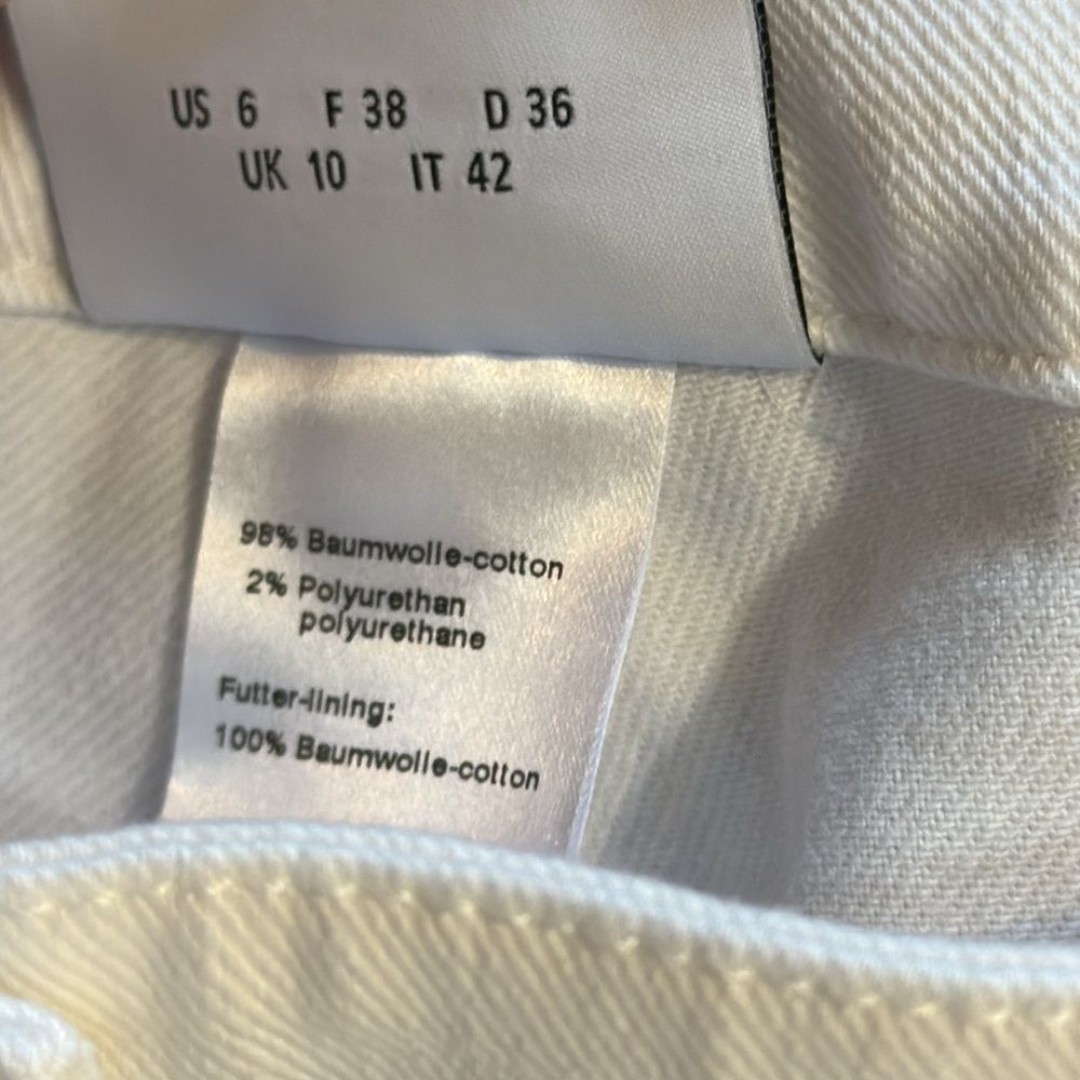 US 6 F 38 D 36
UK 10 IT 42
98% Baumwolle-cotton
2% Polyurethan
polyurethane
Futter-lining:
100% Baumwolle-cotton